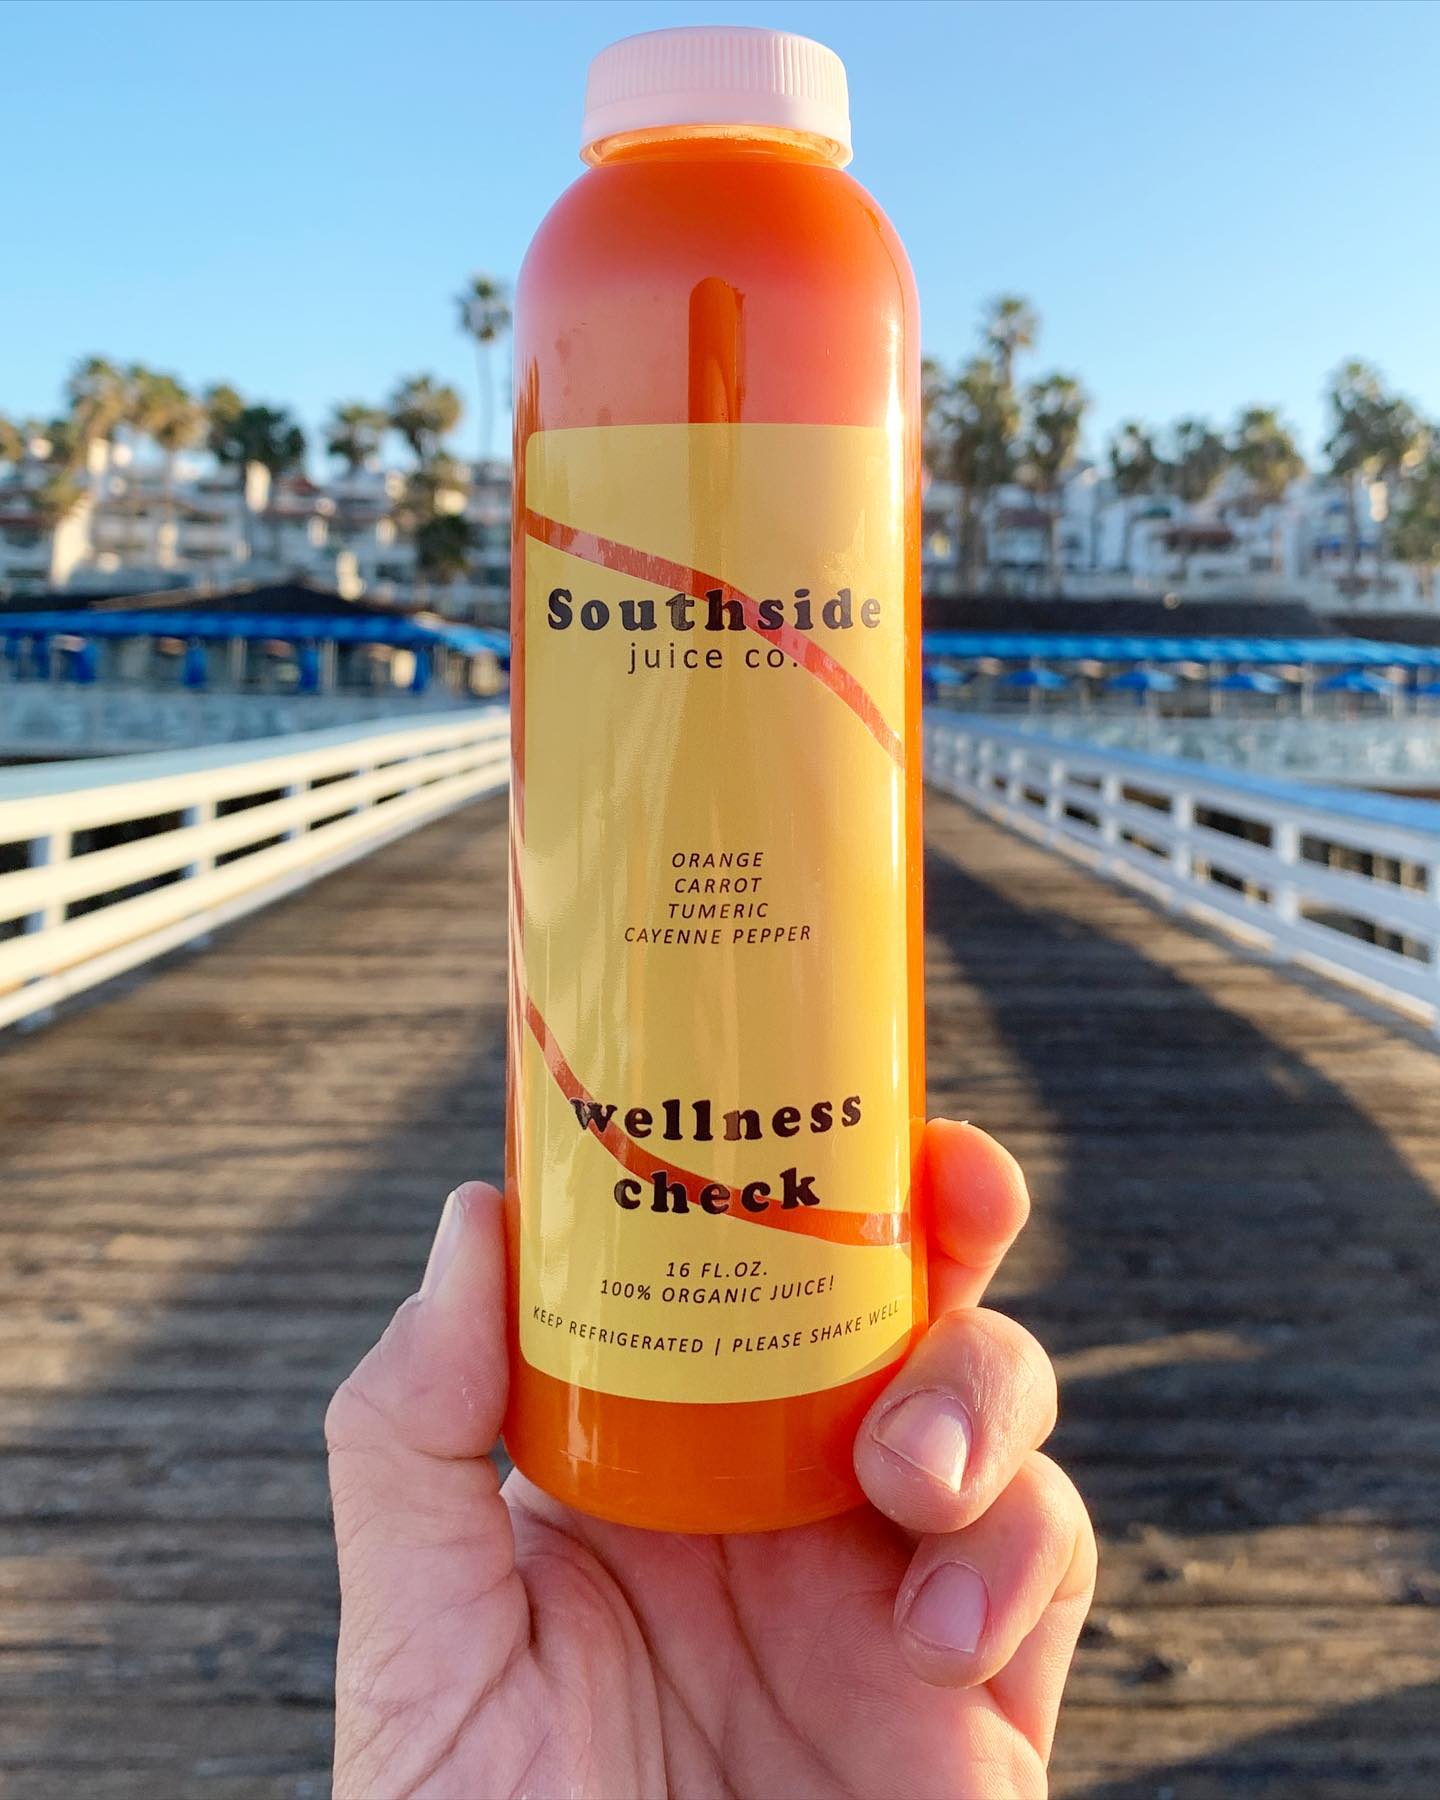 Southside
juice co.
ORANGE
CARROT
TUMERIC
CAYENNE PEPPER
wellness
check
16 FL.OZ.
100% ORGANIC JUICE!
KEEP REFRIGERATED | PLEASE SHAKE WELL